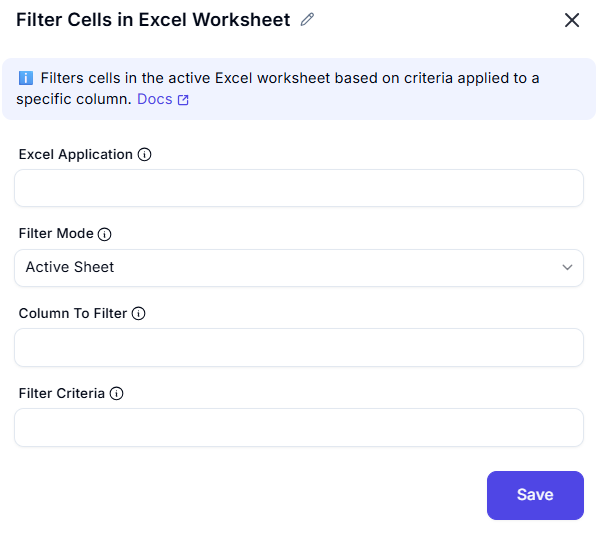 Filter Cells in Excel Worksheet
Filters cells in the active Excel worksheet based on criteria applied to a
specific column. Docs
Excel Application
Filter Mode
Active Sheet
Column To Filter
Filter Criteria
Save